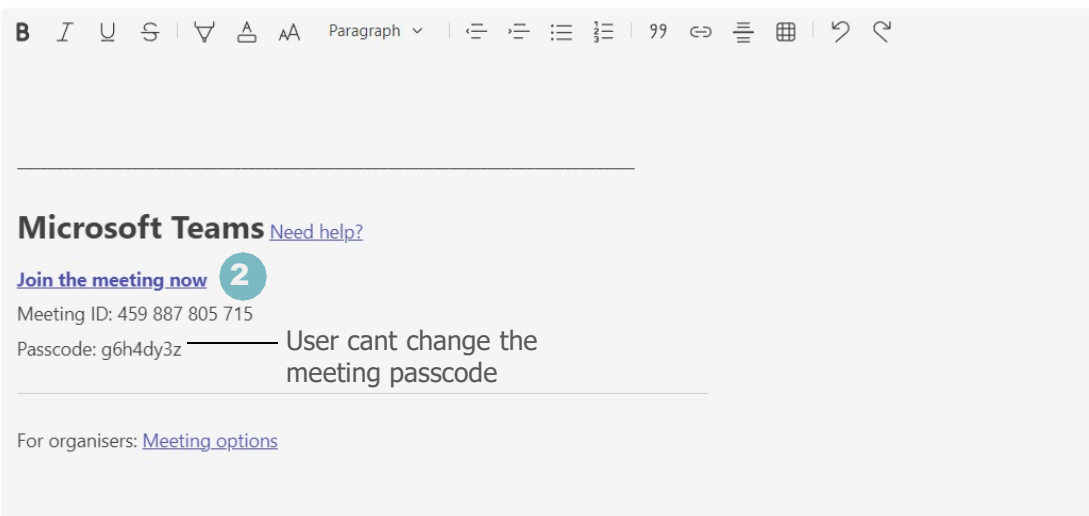 B I U S A AA Paragraph 99
Microsoft Teams Need help?
Join the meeting now 2
Meeting ID: 459 887 805 715
Passcode: g6h4dy3z
User cant change the
meeting passcode
For organisers: Meeting options